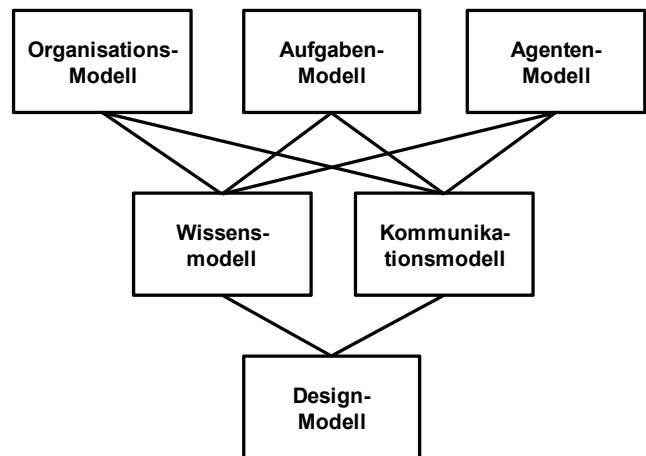 Organisations-
Modell
Aufgaben-
Modell
Agenten-
Modell
Wissens-
modell
Kommunika-
tionsmodell
Design-
Modell